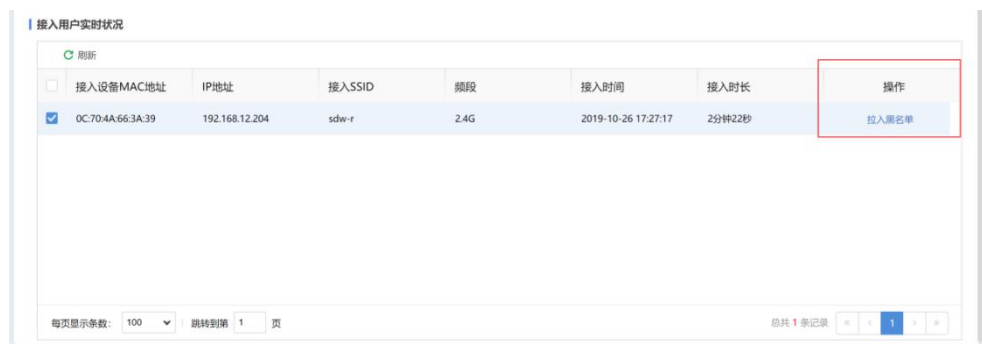 接入用户实时状况
刷新
接入设备MAC地址 IP地址 接入SSID 频段 接入时间 接入时长 操作
0C:70:4A:66:3A:39 192.168.12.204 sdw-r 2.4G 2019-10-26 17:27:17 2分钟22秒 拉入黑名单
每页显示条数: 100 跳转到第 1 页 总共 1 条记录 « ‹ 1 › »